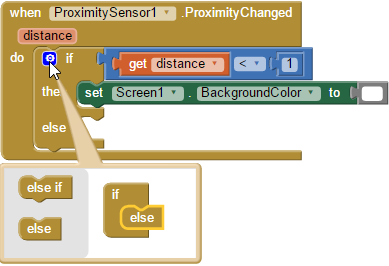 when ProximitySensor1 .ProximityChanged
distance
do if get distance < 1
the set Screen1 . BackgroundColor to
else
else if if
else else